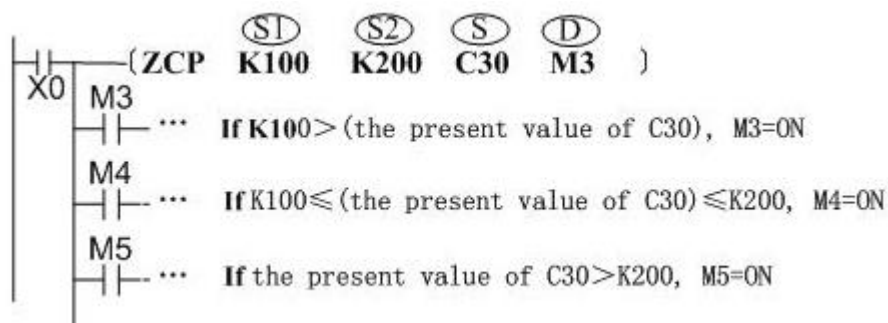 S1 S2 S D
(ZCP K100 K200 C30 M3 )
X0
M3
··· If K100＞(the present value of C30), M3=ON
M4
··· If K100≤(the present value of C30)≤K200, M4=ON
M5
··· If the present value of C30＞K200, M5=ON